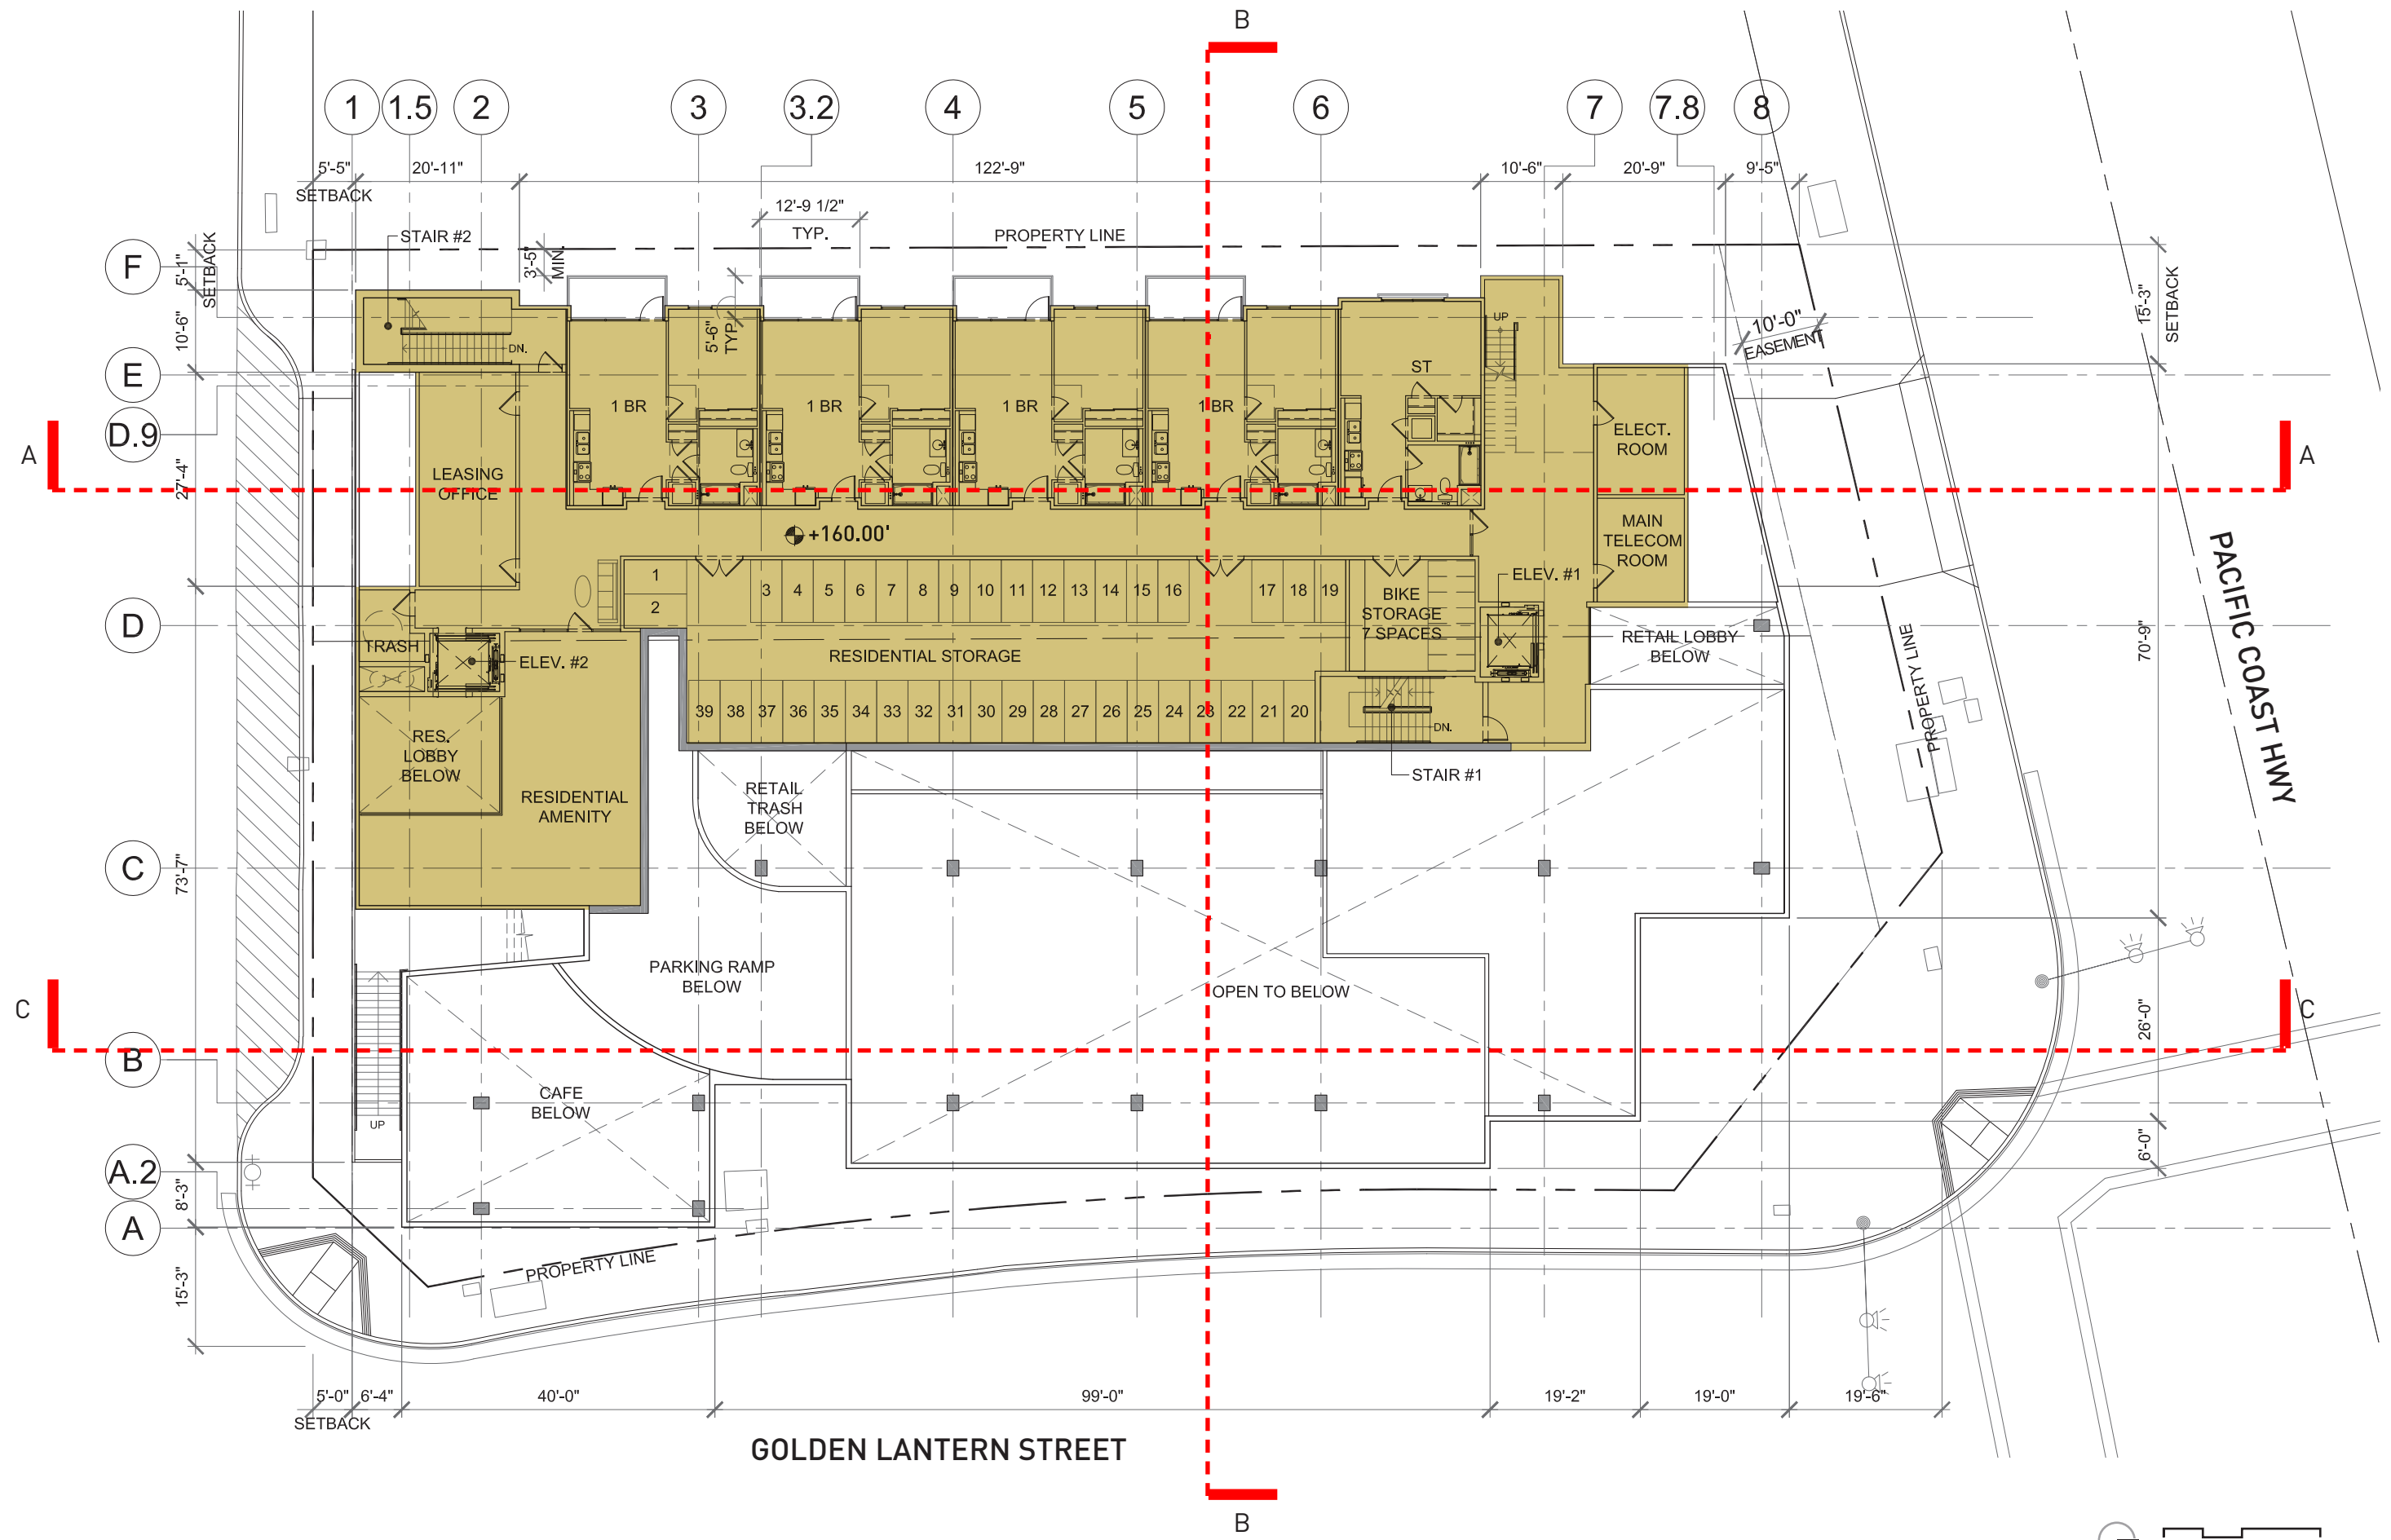 B
1 1.5 2 3 3.2 4 5 6 7 7.8 8
5'-5" 20'-11" 122'-9" 10'-6" 20'-9" 9'-5"
SETBACK
12'-9 1/2"
TYP.
STAIR #2
PROPERTY LINE
F
5'-1"
SETBACK
3'-5"
MIN.
15'-3"
SETBACK
10'-0"
EASEMENT
10'-6"
5'-6"
TYP.
UP
DN.
E
ST
1 BR 1 BR 1 BR 1 BR
D.9
ELECT.
ROOM
A
A
LEASING
OFFICE
27'-4"
+160.00'
MAIN
TELECOM
ROOM
PACIFIC COAST HWY
1
2
3 4 5 6 7 8 9 10 11 12 13 14 15 16 17 18 19
BIKE
STORAGE
7 SPACES
ELEV. #1
D
TRASH
ELEV. #2
RESIDENTIAL STORAGE
RETAIL LOBBY
BELOW
70'-9"
PROPERTY LINE
39 38 37 36 35 34 33 32 31 30 29 28 27 26 25 24 23 22 21 20
DN.
RES.
LOBBY
BELOW
STAIR #1
RESIDENTIAL
AMENITY
RETAIL
TRASH
BELOW
C
73'-7"
PARKING RAMP
BELOW
OPEN TO BELOW
C
C
26'-0"
B
CAFE
BELOW
UP
6'-0"
A.2
8'-3"
A
PROPERTY LINE
15'-3"
5'-0" 6'-4" 40'-0" 99'-0" 19'-2" 19'-0" 19'-6"
SETBACK
GOLDEN LANTERN STREET
B